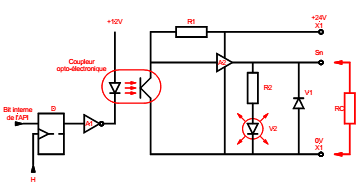 +24V
X1
R1
+12V
Sn
Coupleur
opto-électronique
A2
R2
V1
RC
Bit interne
de l'API
D
A1
V2
0V
X1
H